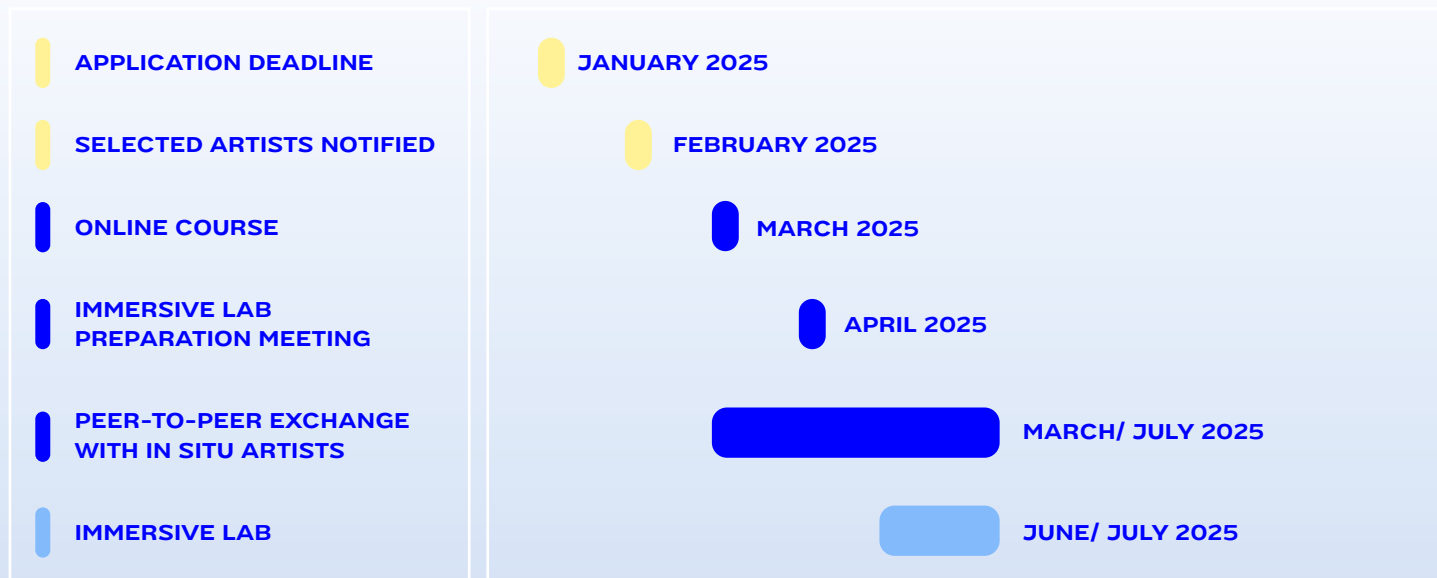 APPLICATION DEADLINE
JANUARY 2025
SELECTED ARTISTS NOTIFIED
FEBRUARY 2025
ONLINE COURSE
MARCH 2025
IMMERSIVE LAB
PREPARATION MEETING
APRIL 2025
PEER-TO-PEER EXCHANGE
WITH IN SITU ARTISTS
MARCH/ JULY 2025
IMMERSIVE LAB
JUNE/ JULY 2025